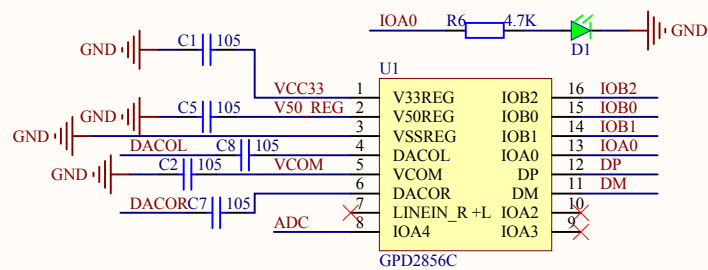 IOA0 R6 4.7K
GND C1 105 D1 GND
U1
VCC33 1 V33REG IOB2 16 IOB2
GND C5 105 V50_REG 2 V50REG IOB0 15 IOB0
GND 3 VSSREG IOB1 14 IOB1
DACOL C8 105 4 DACOL IOA0 13 IOA0
GND C2 105 VCOM 5 VCOM DP 12 DP
6 DACOR DM 11 DM
DACOR C7 105 7 LINEIN_R +L IOA2 10
ADC 8 IOA4 IOA3 9
GPD2856C